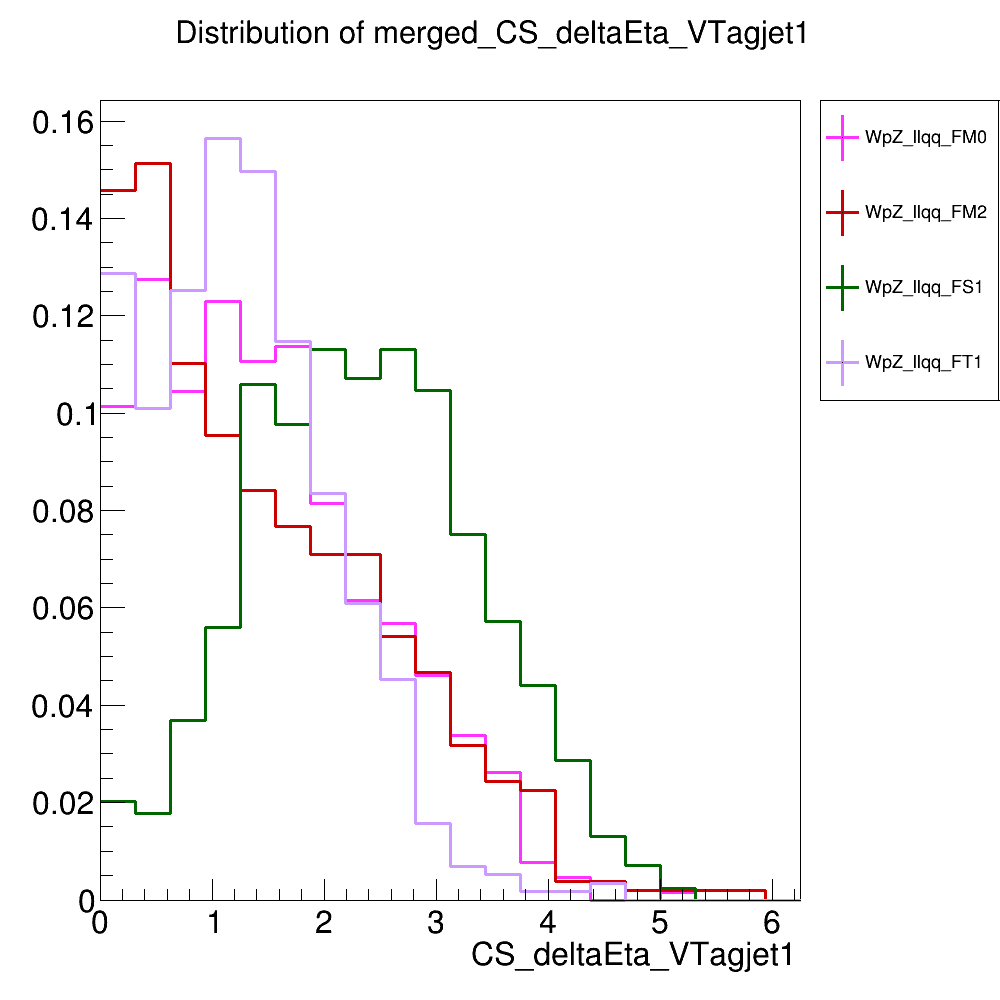 Distribution of merged_CS_deltaEta_VTagjet1
0.16
0.14
0.12
0.1
0.08
0.06
0.04
0.02
0
0 1 2 3 4 5 6
CS_deltaEta_VTagjet1
WpZ_llqq_FM0
WpZ_llqq_FM2
WpZ_llqq_FS1
WpZ_llqq_FT1